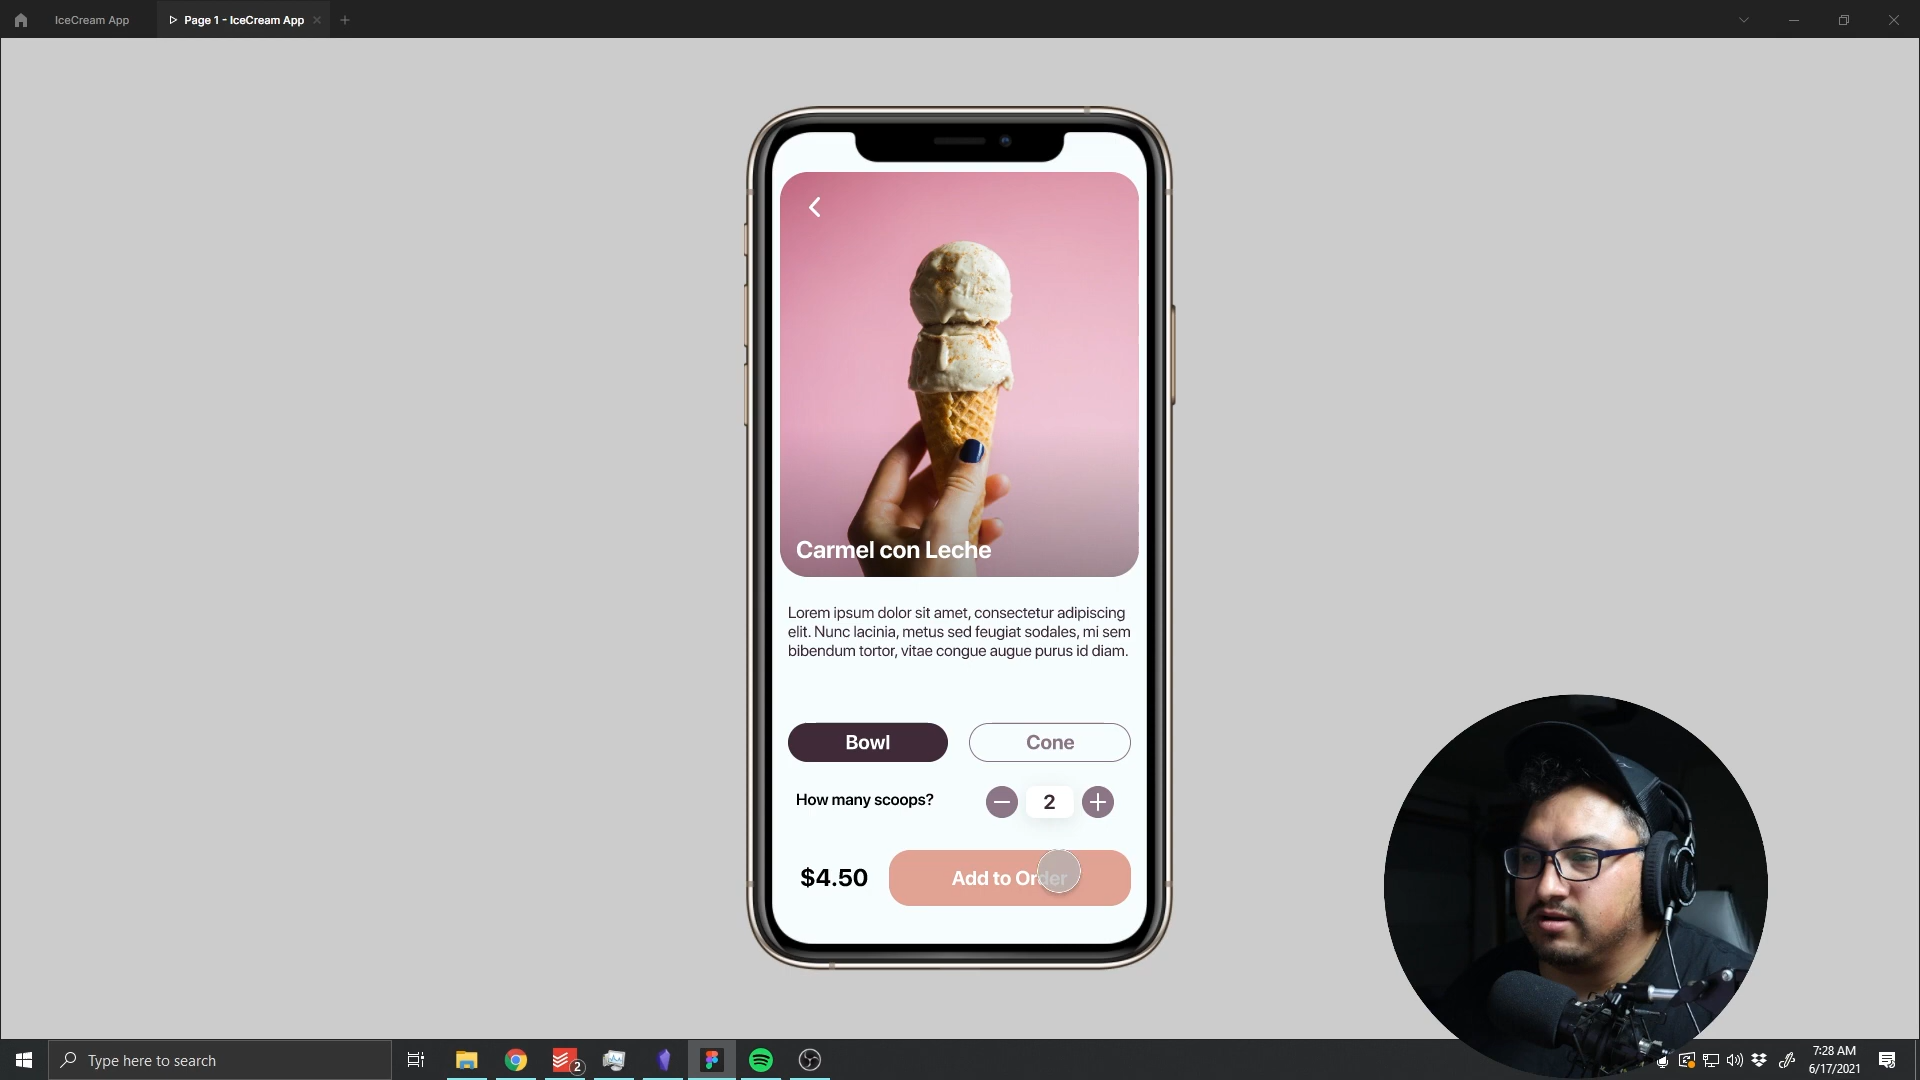 IceCream App
Page 1 - IceCream App
Carmel con Leche
Lorem ipsum dolor sit amet, consectetur adipiscing
elit. Nunc lacinia, metus sed feugiat sodales, mi sem
bibendum tortor, vitae congue augue purus id diam.
Bowl
Cone
How many scoops?
2
$4.50
Add to Order
Type here to search
2
7:28 AM
6/17/2021